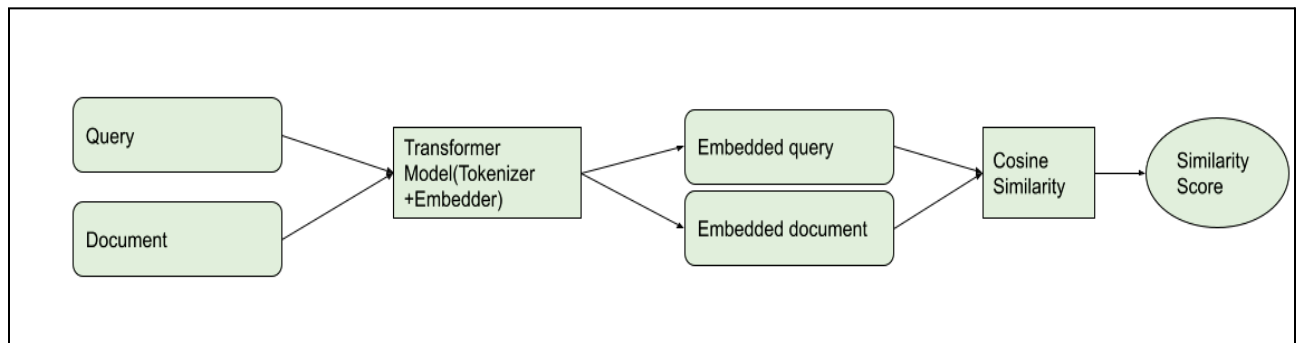 Query
Document
Transformer
Model(Tokenizer
+Embedder)
Embedded query
Embedded document
Cosine
Similarity
Similarity
Score